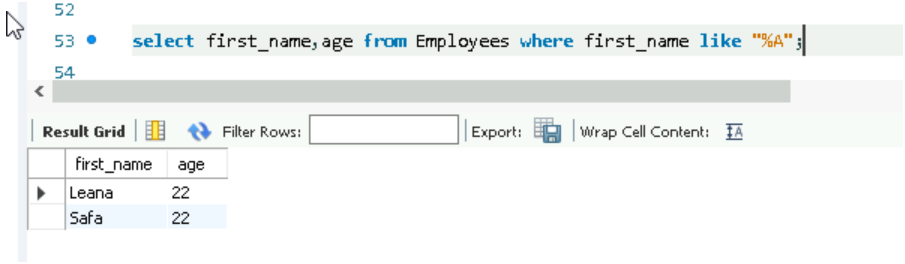 52
53 select first_name,age from Employees where first_name like "%A";
54
Result Grid Filter Rows: Export: Wrap Cell Content: IA
first_name age
Leana 22
Safa 22